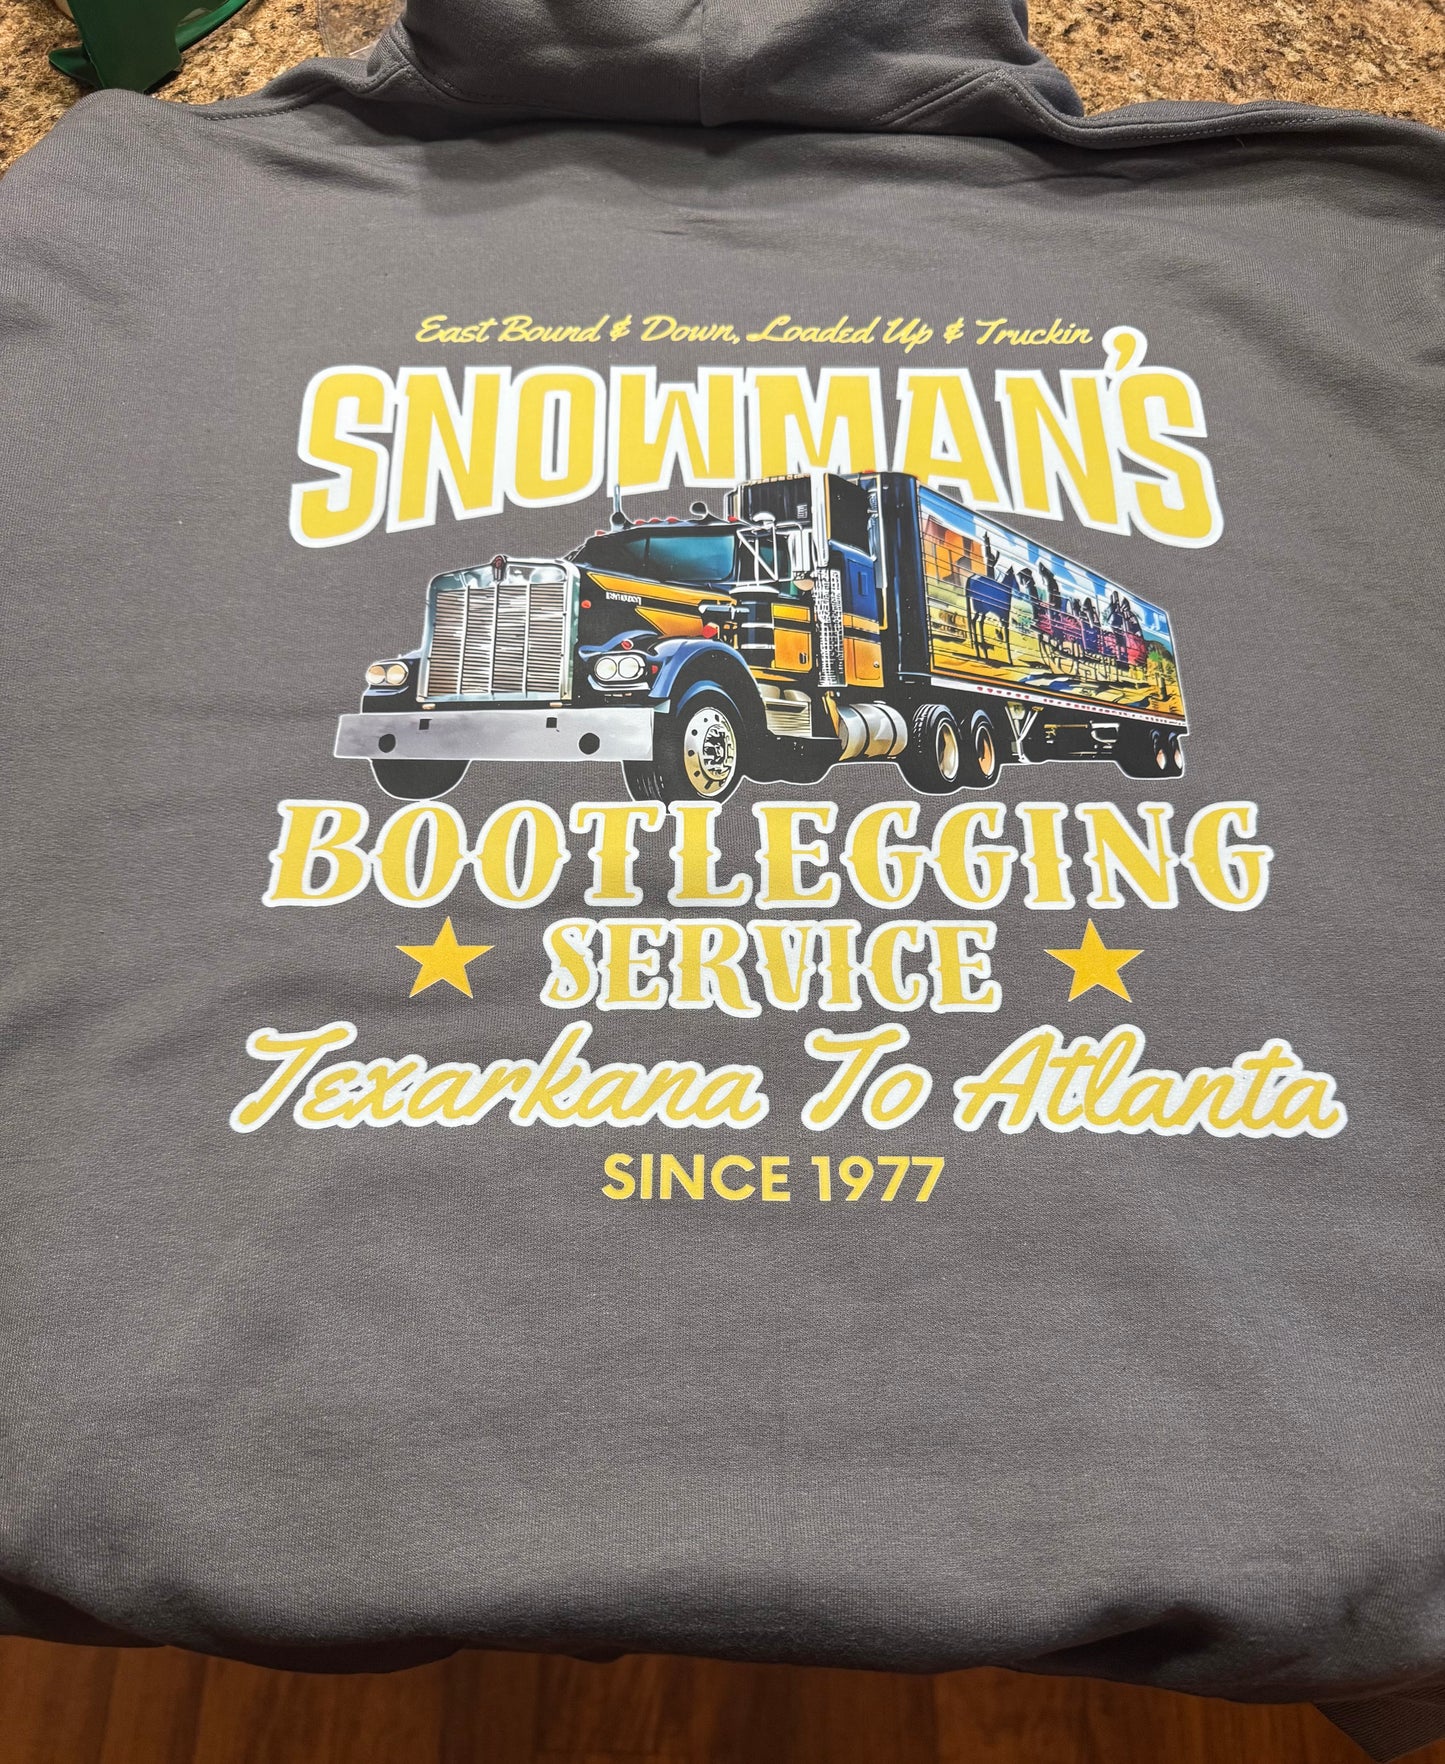 East Bound & Down, Loaded Up & Truckin
SNOWMAN'S
BOOTLEGGING
SERVICE
Texarkana To Atlanta
SINCE 1977